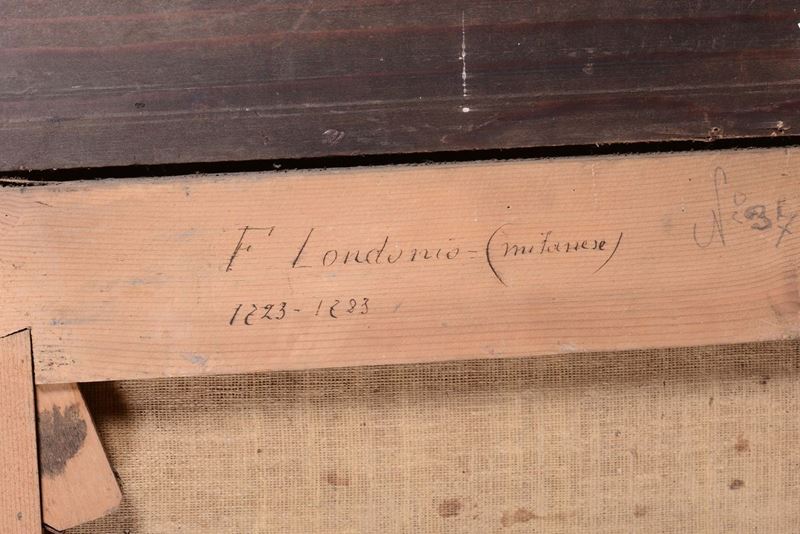 F Londonio = (milanese)
1723 - 1783
N°